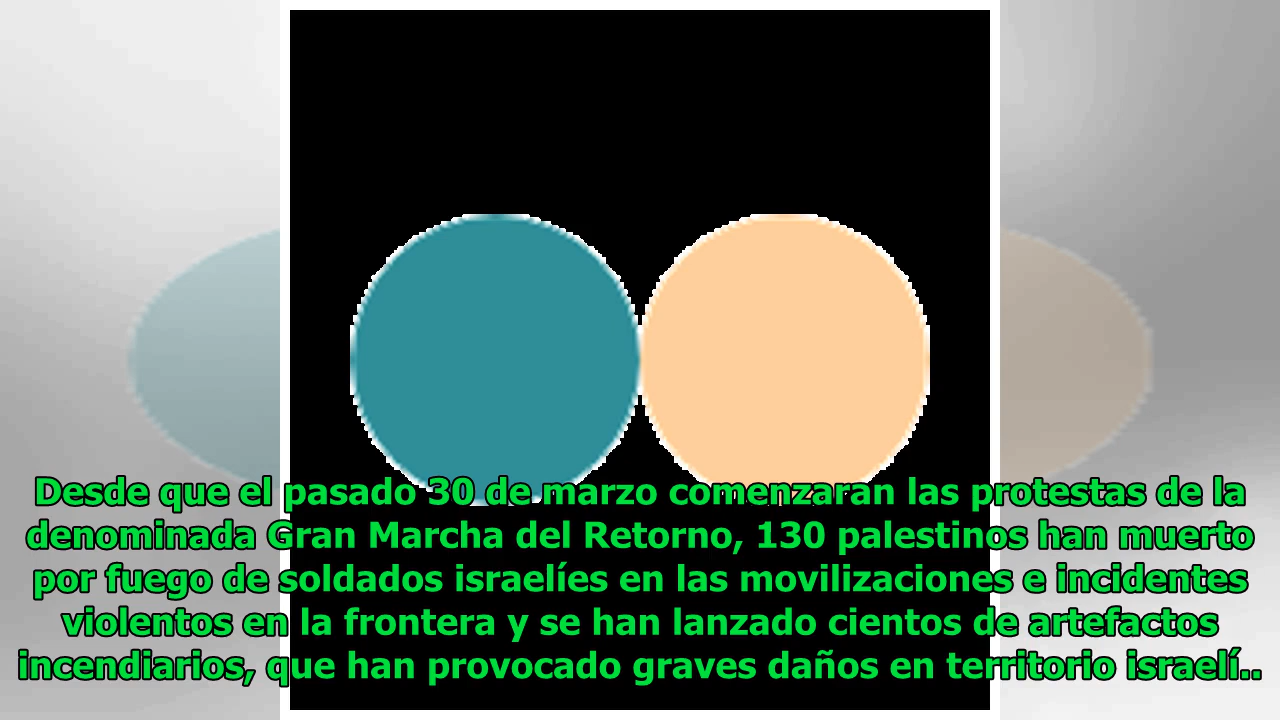 Desde que el pasado 30 de marzo comenzaran las protestas de la
denominada Gran Marcha del Retorno, 130 palestinos han muerto
por fuego de soldados israelíes en las movilizaciones e incidentes
violentos en la frontera y se han lanzado cientos de artefactos
incendiarios, que han provocado graves daños en territorio israelí..